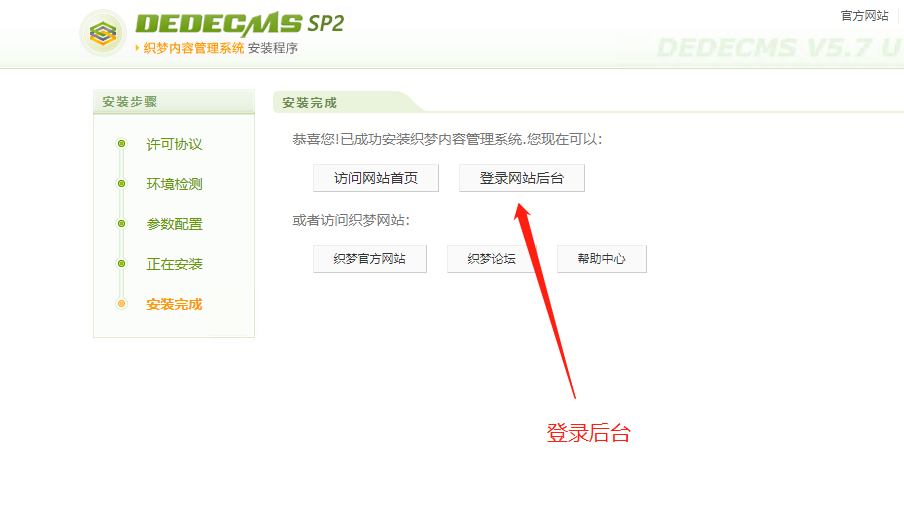 DEDECMS SP2
织梦内容管理系统 安装程序
官方网站
DEDECMS V5.7 U
安装步骤
许可协议
环境检测
参数配置
正在安装
安装完成
安装完成
恭喜您!已成功安装织梦内容管理系统.您现在可以:
访问网站首页 登录网站后台
或者访问织梦网站:
织梦官方网站 织梦论坛 帮助中心
登录后台